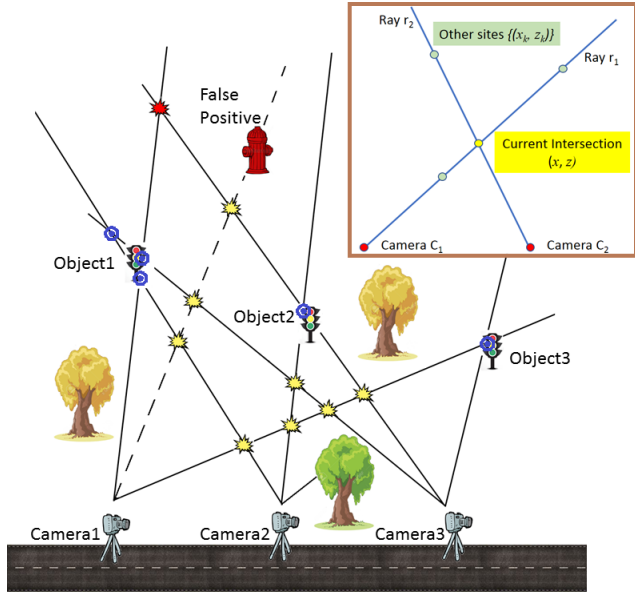 Ray r₂
Other sites {(xₖ, zₖ)}
Ray r₁
Current Intersection
(x, z)
Camera C₁
Camera C₂
False
Positive
Object1
Object2
Object3
Camera1
Camera2
Camera3